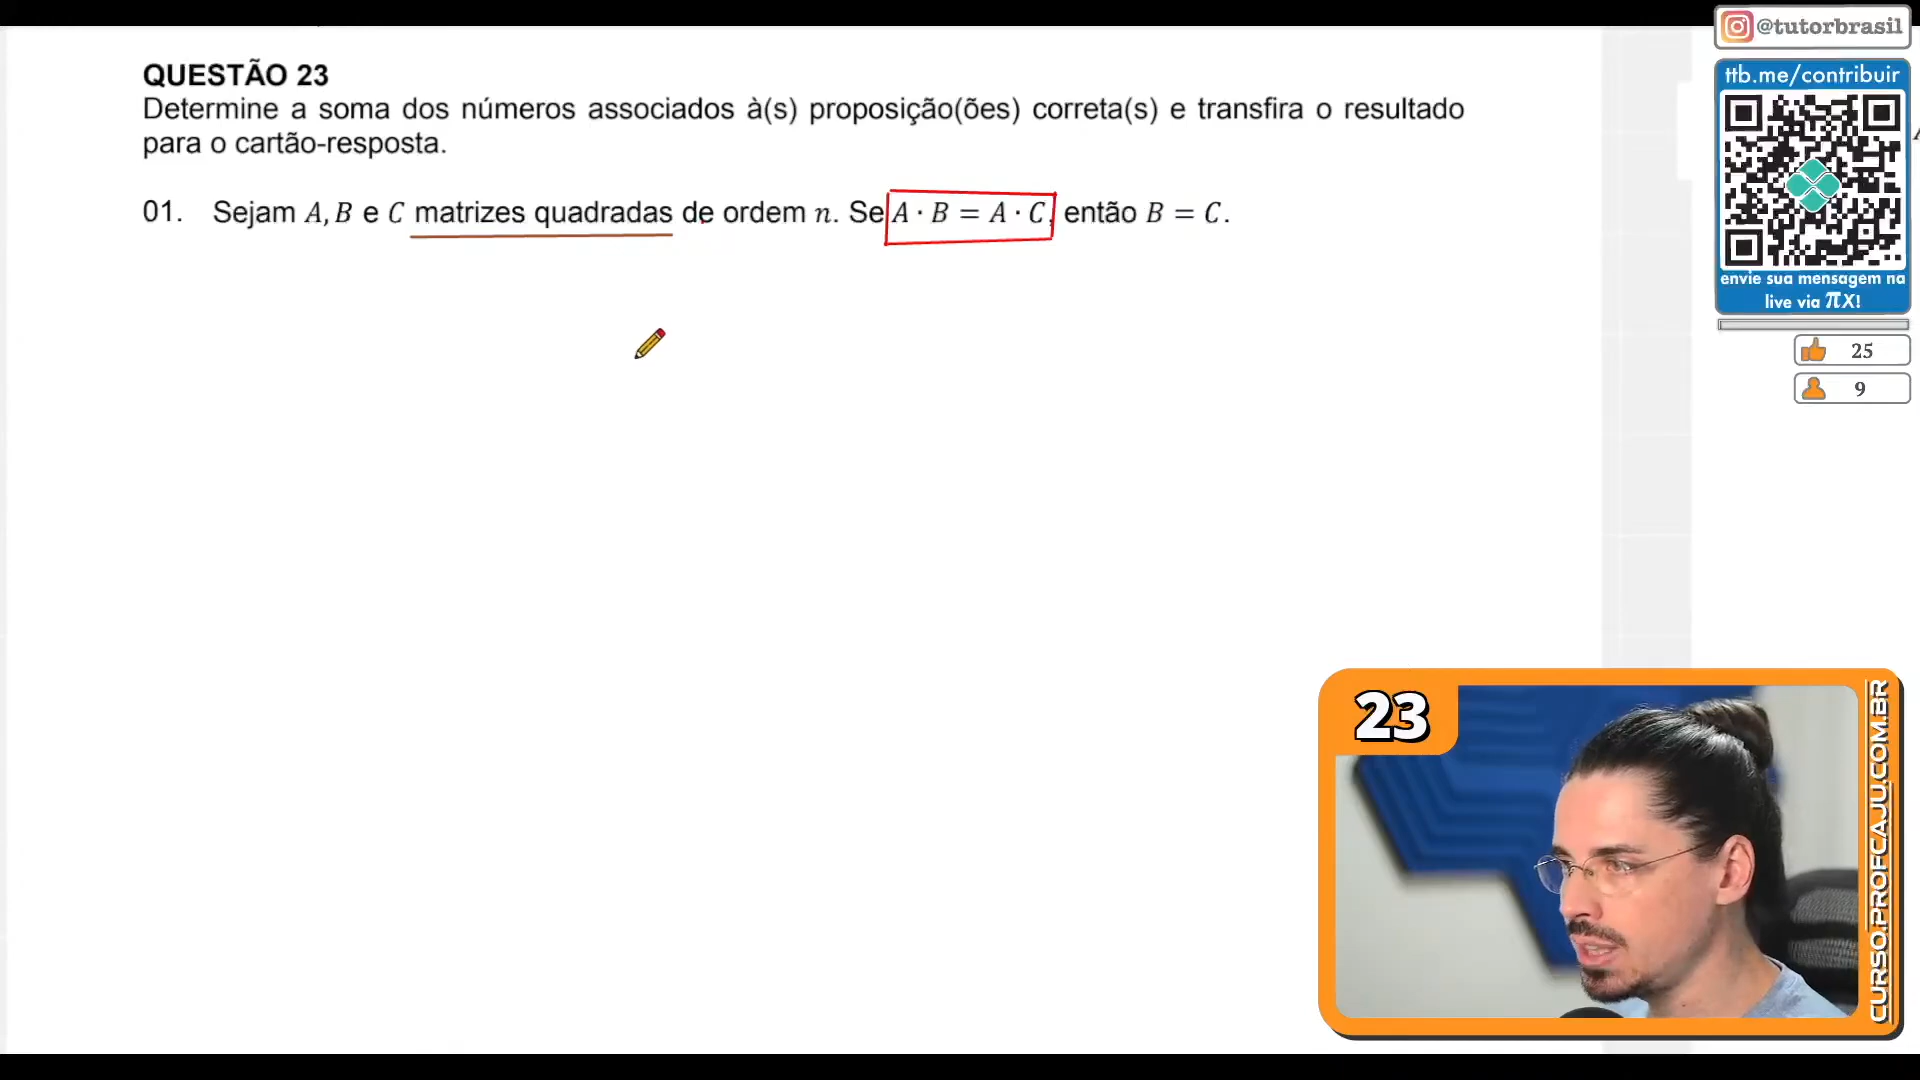 @tutorbrasil
ttb.me/contribuir
envie sua mensagem na
live via πX!
25
9
QUESTÃO 23
Determine a soma dos números associados à(s) proposição(ões) correta(s) e transfira o resultado
para o cartão-resposta.
01. Sejam A, B e C matrizes quadradas de ordem n. Se A · B = A · C, então B = C.
23
CURSO.PROFCAJU.COM.BR